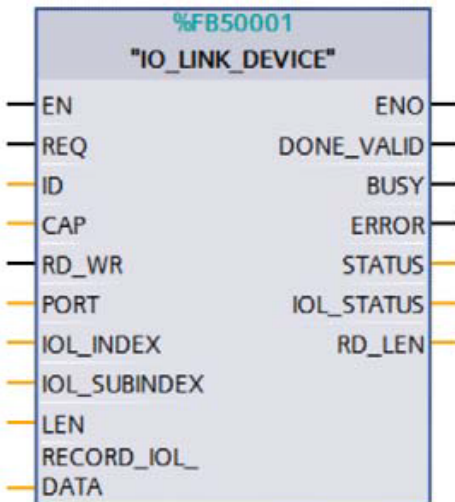 %FB50001
"IO_LINK_DEVICE"
EN ENO
REQ DONE_VALID
ID BUSY
CAP ERROR
RD_WR STATUS
PORT IOL_STATUS
IOL_INDEX RD_LEN
IOL_SUBINDEX
LEN
RECORD_IOL_
DATA